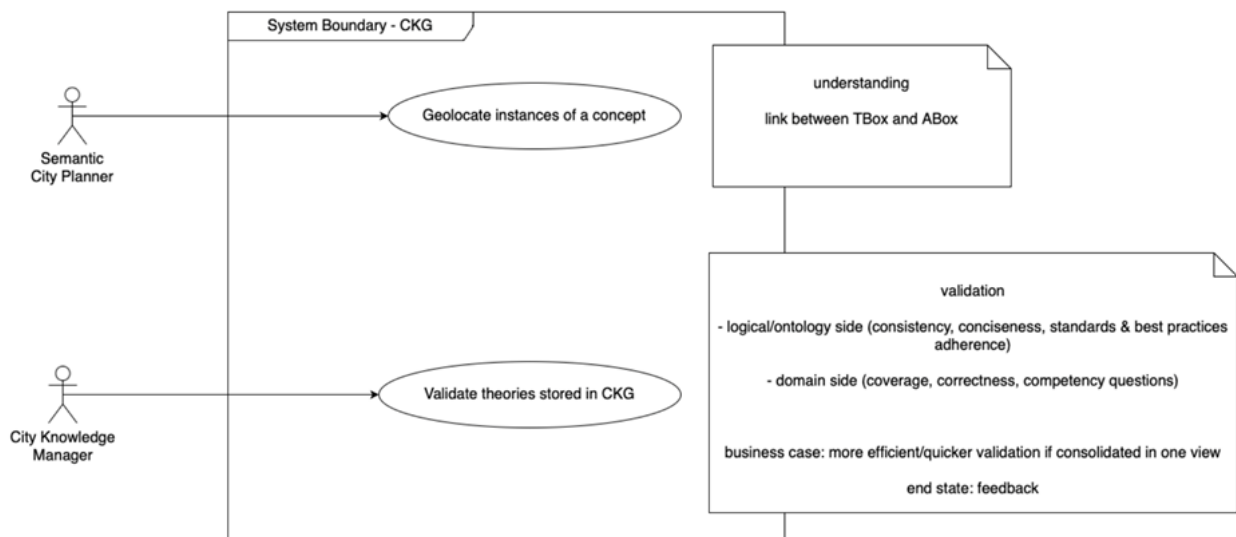 System Boundary - CKG
understanding
link between TBox and ABox
Geolocate instances of a concept
Semantic
City Planner
validation
- logical/ontology side (consistency, conciseness, standards & best practices
adherence)
- domain side (coverage, correctness, competency questions)
business case: more efficient/quicker validation if consolidated in one view
end state: feedback
Validate theories stored in CKG
City Knowledge
Manager